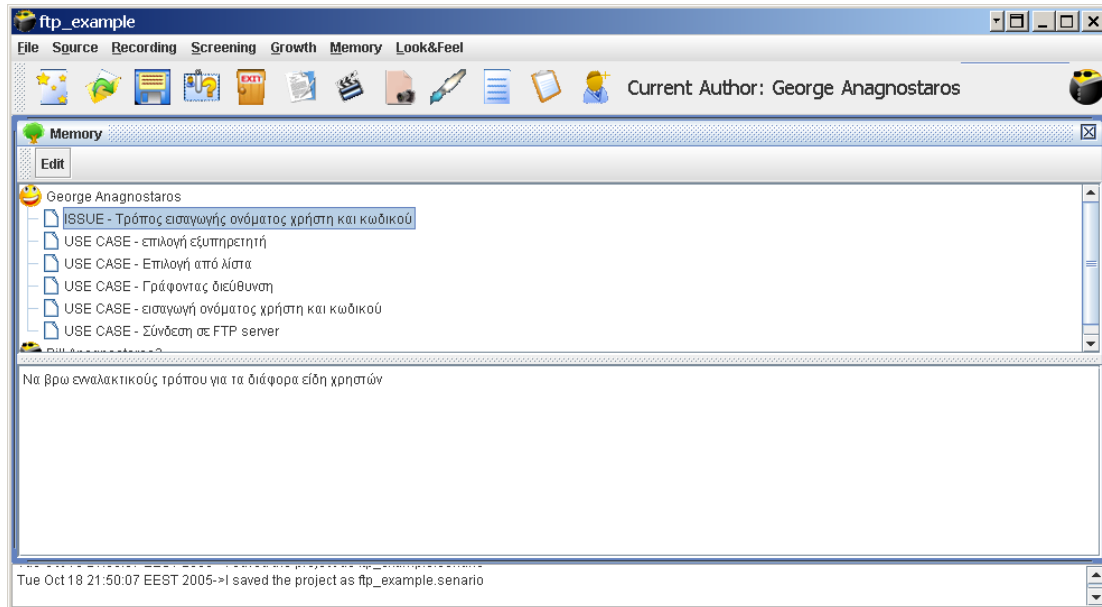 ftp_example
File Source Recording Screening Growth Memory Look&Feel
EXIT
Current Author: George Anagnostaros
Memory
Edit
George Anagnostaros
ISSUE - Τρόπος εισαγωγής ονόματος χρήστη και κωδικού
USE CASE - επιλογή εξυπηρετητή
USE CASE - Επιλογή από λίστα
USE CASE - Γράφοντας διεύθυνση
USE CASE - εισαγωγή ονόματος χρήστη και κωδικού
USE CASE - Σύνδεση σε FTP server
Να βρω ενναλακτικούς τρόπου για τα διάφορα είδη χρηστών
Tue Oct 18 21:50:07 EEST 2005->I saved the project as ftp_example.senario